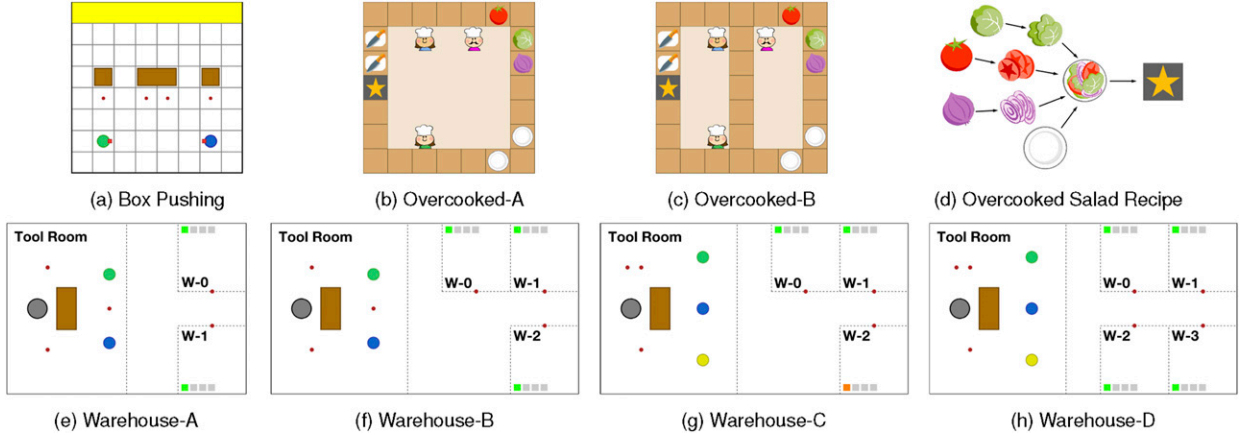 (a) Box Pushing
(b) Overcooked-A
(c) Overcooked-B
(d) Overcooked Salad Recipe
Tool Room
W-0
W-1
(e) Warehouse-A
Tool Room
W-0
W-1
W-2
(f) Warehouse-B
Tool Room
W-0
W-1
W-2
(g) Warehouse-C
Tool Room
W-0
W-1
W-2
W-3
(h) Warehouse-D